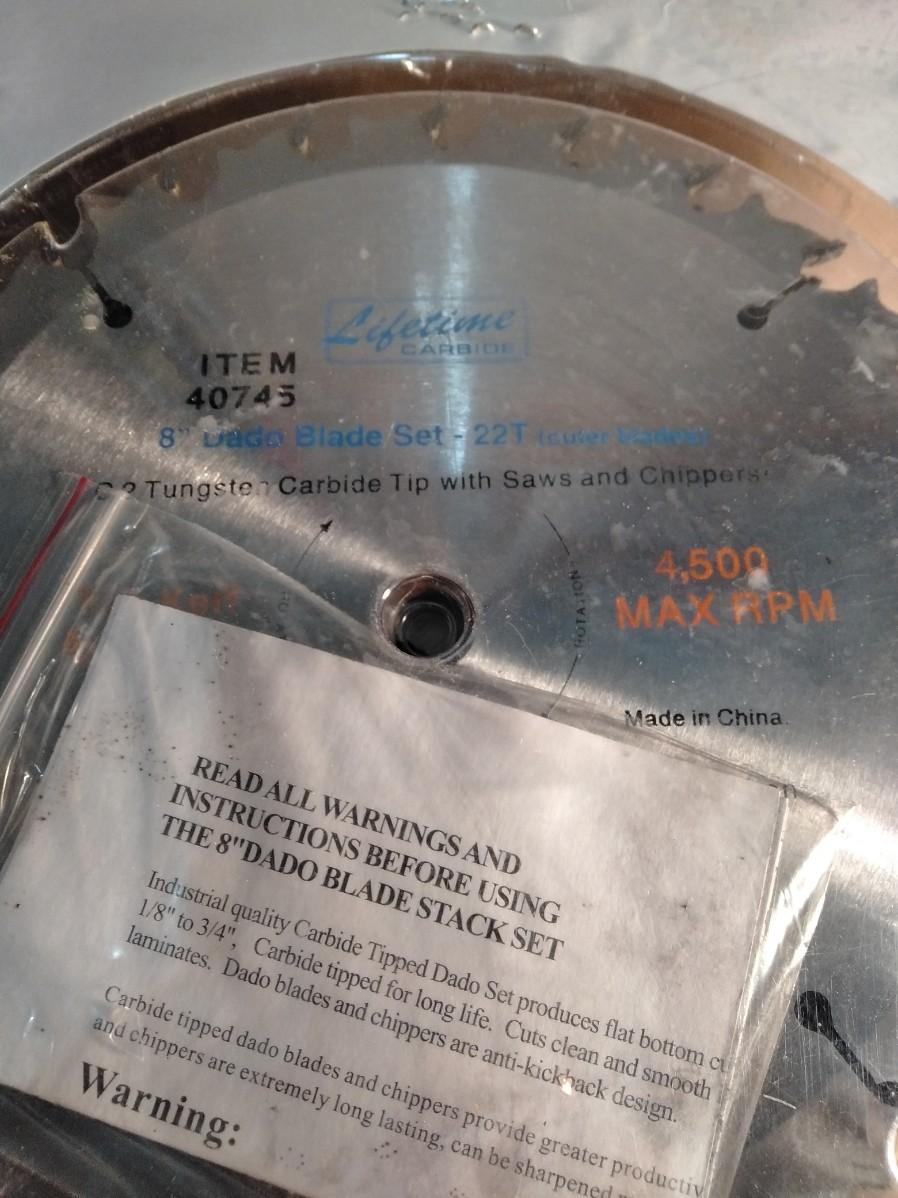 Lifetime
CARBIDE
ITEM
40745
8" Dado Blade Set - 22T (outer blades)
C-2 Tungsten Carbide Tip with Saws and Chippers
4,500
MAX RPM
Kerf
ROTATION
Made in China.
READ ALL WARNINGS AND
INSTRUCTIONS BEFORE USING
THE 8"DADO BLADE STACK SET
Industrial quality Carbide Tipped Dado Set produces flat bottom
1/8" to 3/4", Carbide tipped for long life. Cuts clean and smooth
laminates. Dado blades and chippers are anti-kickback design.
Carbide tipped dado blades and chippers provide greater
and chippers are extremely long lasting, can be sharpened
Warning: